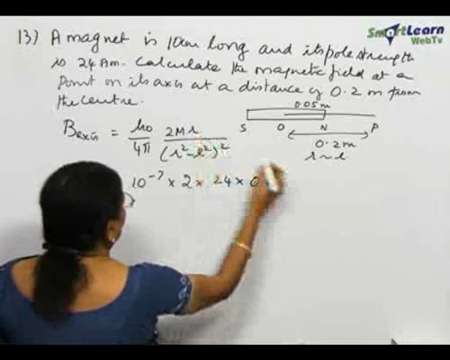 SmartLearn
WebTv
13) A magnet is 10cm long and its pole strength
is 24 Am. Calculate the magnetic field at a
point on its axis at a distance of 0.2 m from
the centre.
0.05m
S O N P
0.2m
B axis = μ0/4π 2Mr/(r²-l²)²
10⁻⁷ × 2 × 24 × 0